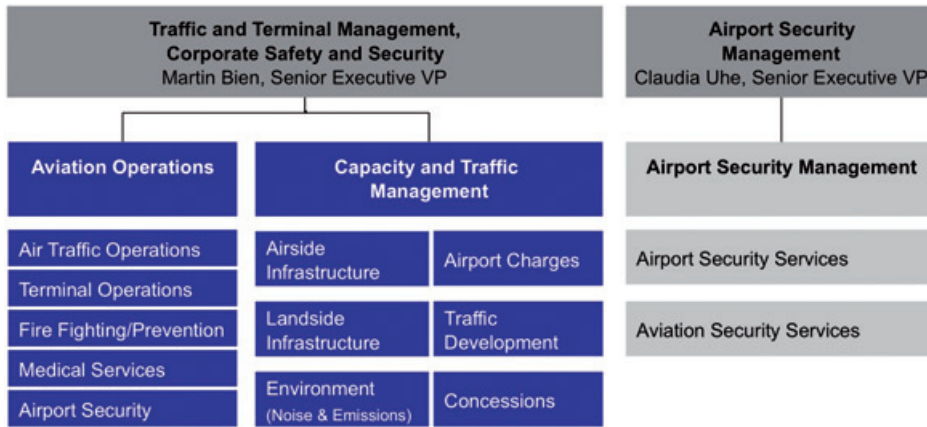 Traffic and Terminal Management,
Corporate Safety and Security
Martin Bien, Senior Executive VP
Airport Security
Management
Claudia Uhe, Senior Executive VP
Aviation Operations
Capacity and Traffic
Management
Airport Security Management
Air Traffic Operations
Terminal Operations
Fire Fighting/Prevention
Medical Services
Airport Security
Airside
Infrastructure
Airport Charges
Landside
Infrastructure
Traffic
Development
Environment
(Noise & Emissions)
Concessions
Airport Security Services
Aviation Security Services